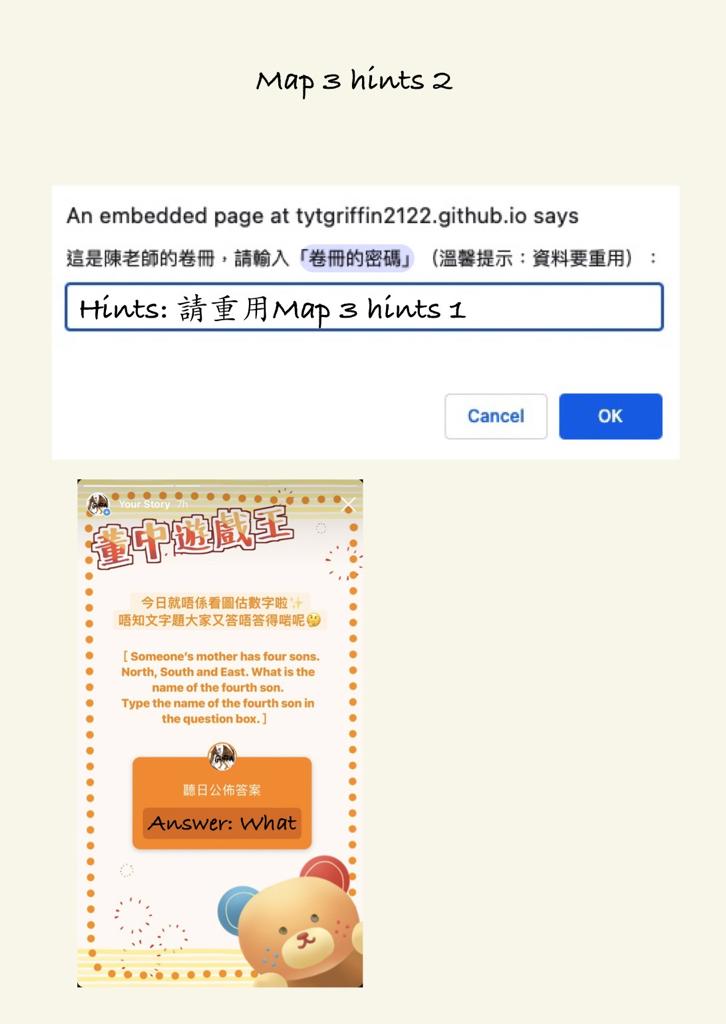 Map 3 hints 2
An embedded page at tytgriffin2122.github.io says
這是陳老師的卷冊，請輸入「卷冊的密碼」（溫馨提示：資料要重用）：
Hints: 請重用Map 3 hints 1
Cancel
OK
Your Story 7h
董中遊戲王
今日就唔係看圖估數字啦✨
唔知文字題大家又答唔答得啱呢🤔
[ Someone's mother has four sons.
North, South and East. What is the
name of the fourth son.
Type the name of the fourth son in
the question box. ]
聽日公佈答案
Answer: What